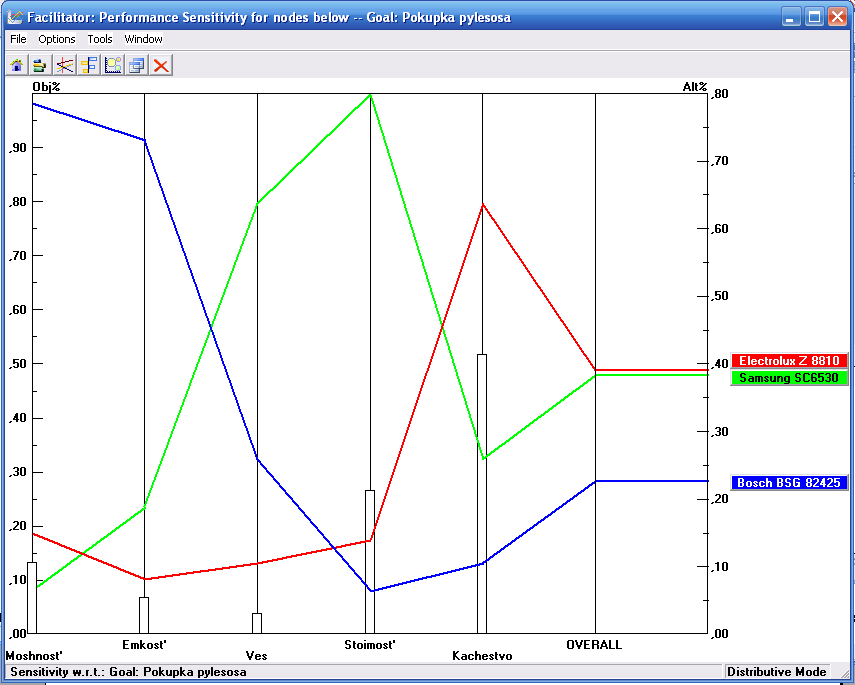 Facilitator: Performance Sensitivity for nodes below -- Goal: Pokupka pylesosa
File Options Tools Window
Obj% Alt%
,90
,80
,70
,60
,50
,40
,30
,20
,10
,00
,80
,70
,60
,50
,40
,30
,20
,10
,00
Electrolux Z 8810
Samsung SC6530
Bosch BSG 82425
Moshnost' Emkost' Ves Stoimost' Kachestvo OVERALL
Sensitivity w.r.t.: Goal: Pokupka pylesosa Distributive Mode